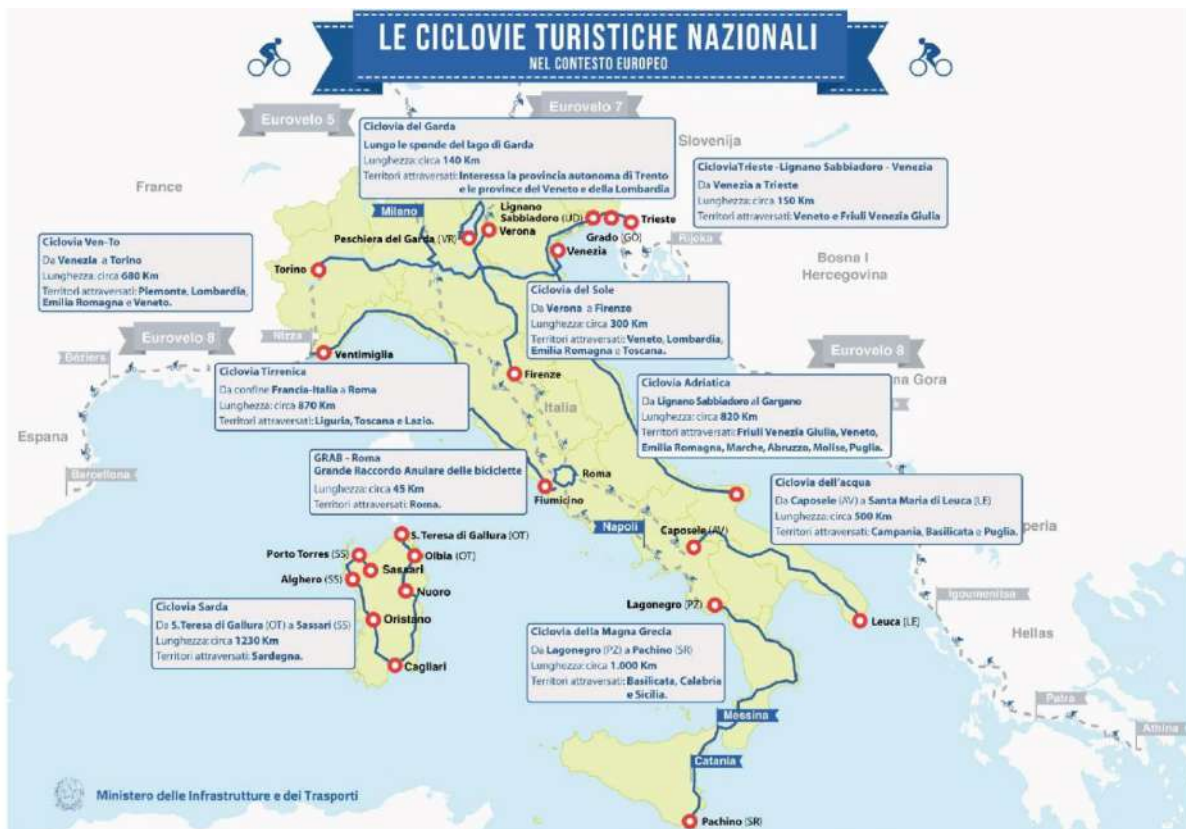 LE CICLOVIE TURISTICHE NAZIONALI
NEL CONTESTO EUROPEO
Eurovelo 5
Eurovelo 7
Slovenija
France
Ciclovia del Garda
Lungo le sponde del lago di Garda
Lunghezza: circa 140 Km
Territori attraversati: Interessa la provincia autonoma di Trento
e le province del Veneto e della Lombardia
CicloviaTrieste -Lignano Sabbiadoro - Venezia
Da Venezia a Trieste
Lunghezza: circa 150 Km
Territori attraversati: Veneto e Friuli Venezia Giulia
Milano
Lignano
Sabbiadoro (UD)
Verona
Peschiera del Garda (VR)
Trieste
Grado (GO)
Venezia
Rijoka
Bosna I
Hercegovina
Ciclovia Ven-To
Da Venezia a Torino
Lunghezza: circa 680 Km
Territori attraversati: Piemonte, Lombardia,
Emilia Romagna e Veneto.
Torino
Ciclovia del Sole
Da Verona a Firenze
Lunghezza: circa 300 Km
Territori attraversati: Veneto, Lombardia,
Emilia Romagna e Toscana.
Eurovelo 8
Nizza
Béziers
Ventimiglia
Eurovelo 8
na Gora
Firenze
Italia
Ciclovia Tirrenica
Da confine Francia-Italia a Roma
Lunghezza: circa 870 Km
Territori attraversati: Liguria, Toscana e Lazio.
Ciclovia Adriatica
Da Lignano Sabbiadoro al Gargano
Lunghezza: circa 820 Km
Territori attraversati: Friuli Venezia Giulia, Veneto,
Emilia Romagna, Marche, Abruzzo, Molise, Puglia.
Espana
Barcellona
GRAB - Roma
Grande Raccordo Anulare delle biciclette
Lunghezza: circa 45 Km
Territori attraversati: Roma.
Roma
Fiumicino
Ciclovia dell'acqua
Da Caposele (AV) a Santa Maria di Leuca (LE)
Lunghezza: circa 500 Km
Territori attraversati: Campania, Basilicata e Puglia.
peria
Napoli
Caposele (AV)
S.Teresa di Gallura (OT)
Porto Torres (SS)
Olbia (OT)
Sassari
Alghero (SS)
Nuoro
Igoumenitsa
Lagonegro (PZ)
Leuca (LE)
Hellas
Ciclovia Sarda
Da S.Teresa di Gallura (OT) a Sassari (SS)
Lunghezza: circa 1230 Km
Territori attraversati: Sardegna.
Oristano
Cagliari
Ciclovia della Magna Grecia
Da Lagonegro (PZ) a Pachino (SR)
Lunghezza: circa 1.000 Km
Territori attraversati: Basilicata, Calabria
e Sicilia.
Patra
Athina
Messina
Catania
Ministero delle Infrastrutture e dei Trasporti
Pachino (SR)